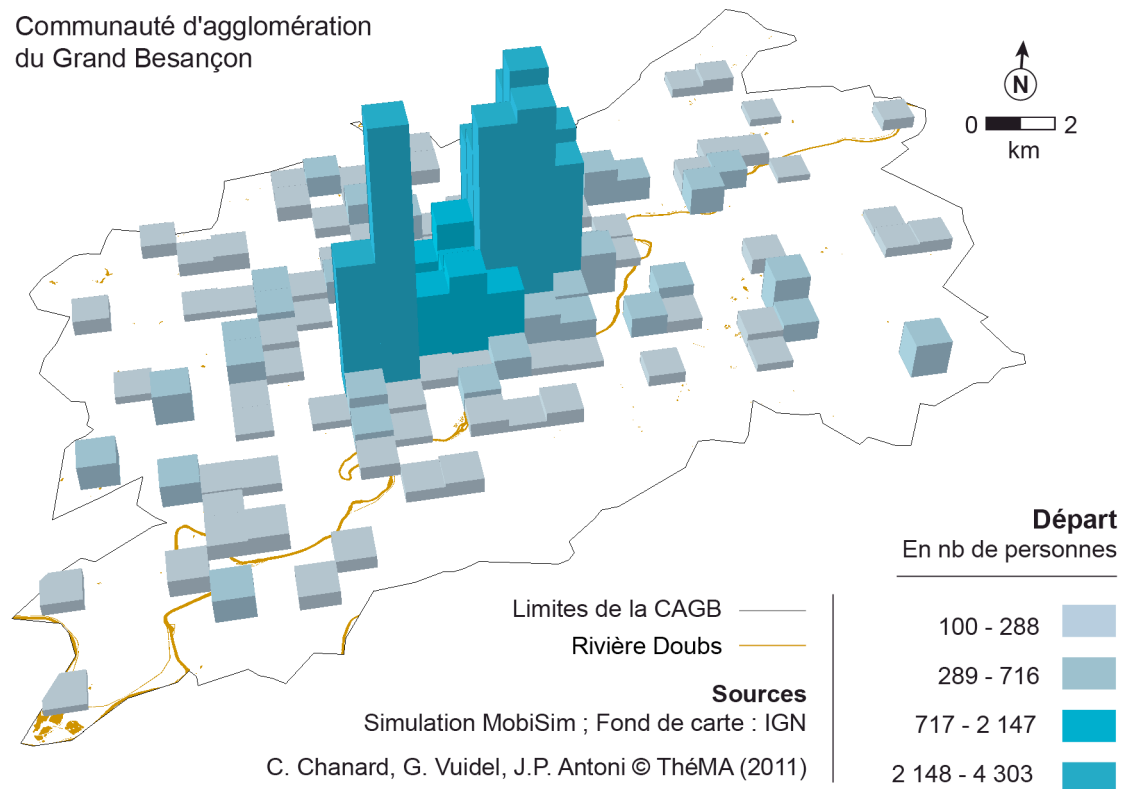 Communauté d'agglomération
du Grand Besançon
N
0 2
km
Départ
En nb de personnes
100 - 288
289 - 716
717 - 2 147
2 148 - 4 303
Limites de la CAGB
Rivière Doubs
Sources
Simulation MobiSim ; Fond de carte : IGN
C. Chanard, G. Vuidel, J.P. Antoni © ThéMA (2011)